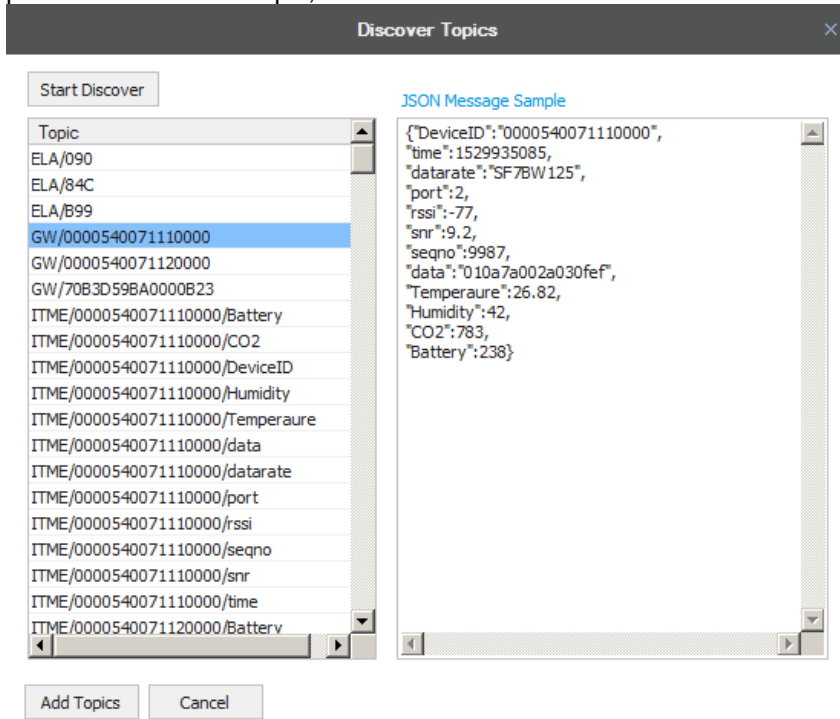 Discover Topics
×
Start Discover
JSON Message Sample
Topic
ELA/090
ELA/84C
ELA/B99
GW/0000540071110000
GW/0000540071120000
GW/70B3D59BA0000B23
ITME/0000540071110000/Battery
ITME/0000540071110000/CO2
ITME/0000540071110000/DeviceID
ITME/0000540071110000/Humidity
ITME/0000540071110000/Temperaure
ITME/0000540071110000/data
ITME/0000540071110000/datarate
ITME/0000540071110000/port
ITME/0000540071110000/rssi
ITME/0000540071110000/seqno
ITME/0000540071110000/snr
ITME/0000540071110000/time
ITME/0000540071120000/Battery
{"DeviceID":"0000540071110000",
"time":1529935085,
"datarate":"SF7BW125",
"port":2,
"rssi":-77,
"snr":9.2,
"seqno":9987,
"data":"010a7a002a030fef",
"Temperaure":26.82,
"Humidity":42,
"CO2":783,
"Battery":238}
Add Topics
Cancel